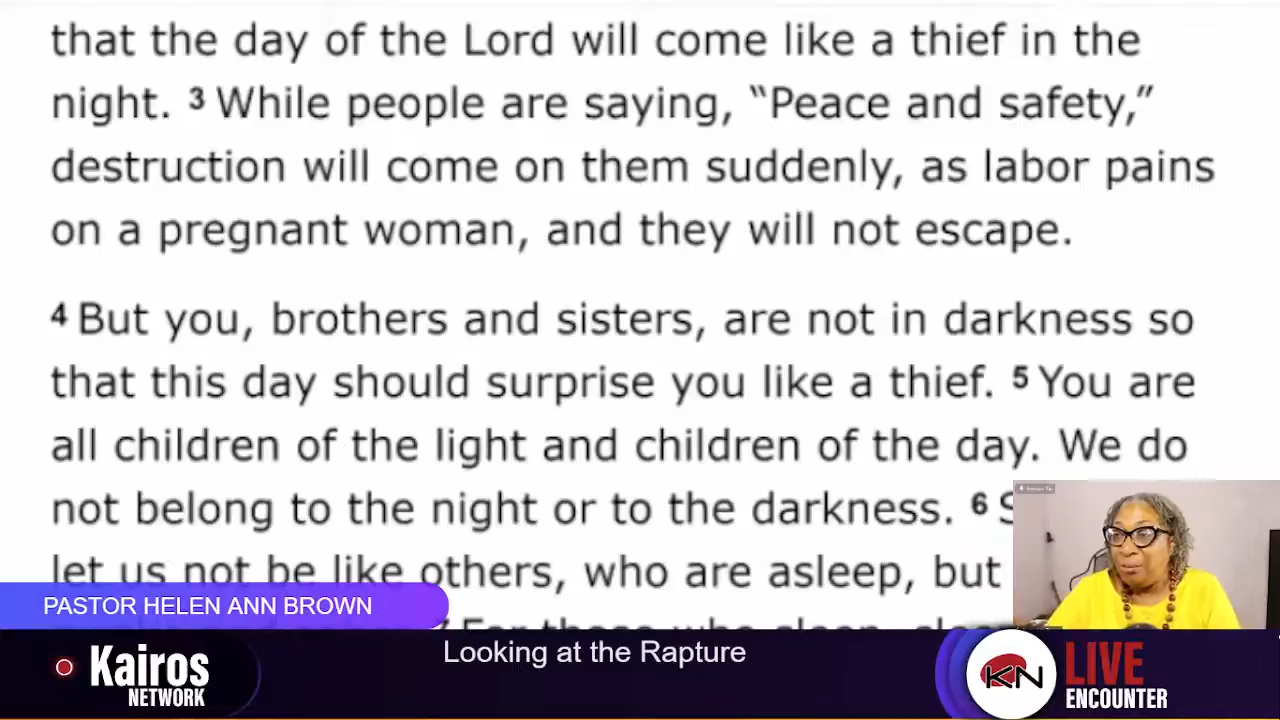 that the day of the Lord will come like a thief in the
night. 3 While people are saying, “Peace and safety,”
destruction will come on them suddenly, as labor pains
on a pregnant woman, and they will not escape.
4 But you, brothers and sisters, are not in darkness so
that this day should surprise you like a thief. 5 You are
all children of the light and children of the day. We do
not belong to the night or to the darkness. 6 S
let us not be like others, who are asleep, but
7 For those who sleep,
PASTOR HELEN ANN BROWN
Kairos
NETWORK
Looking at the Rapture
KN
LIVE
ENCOUNTER